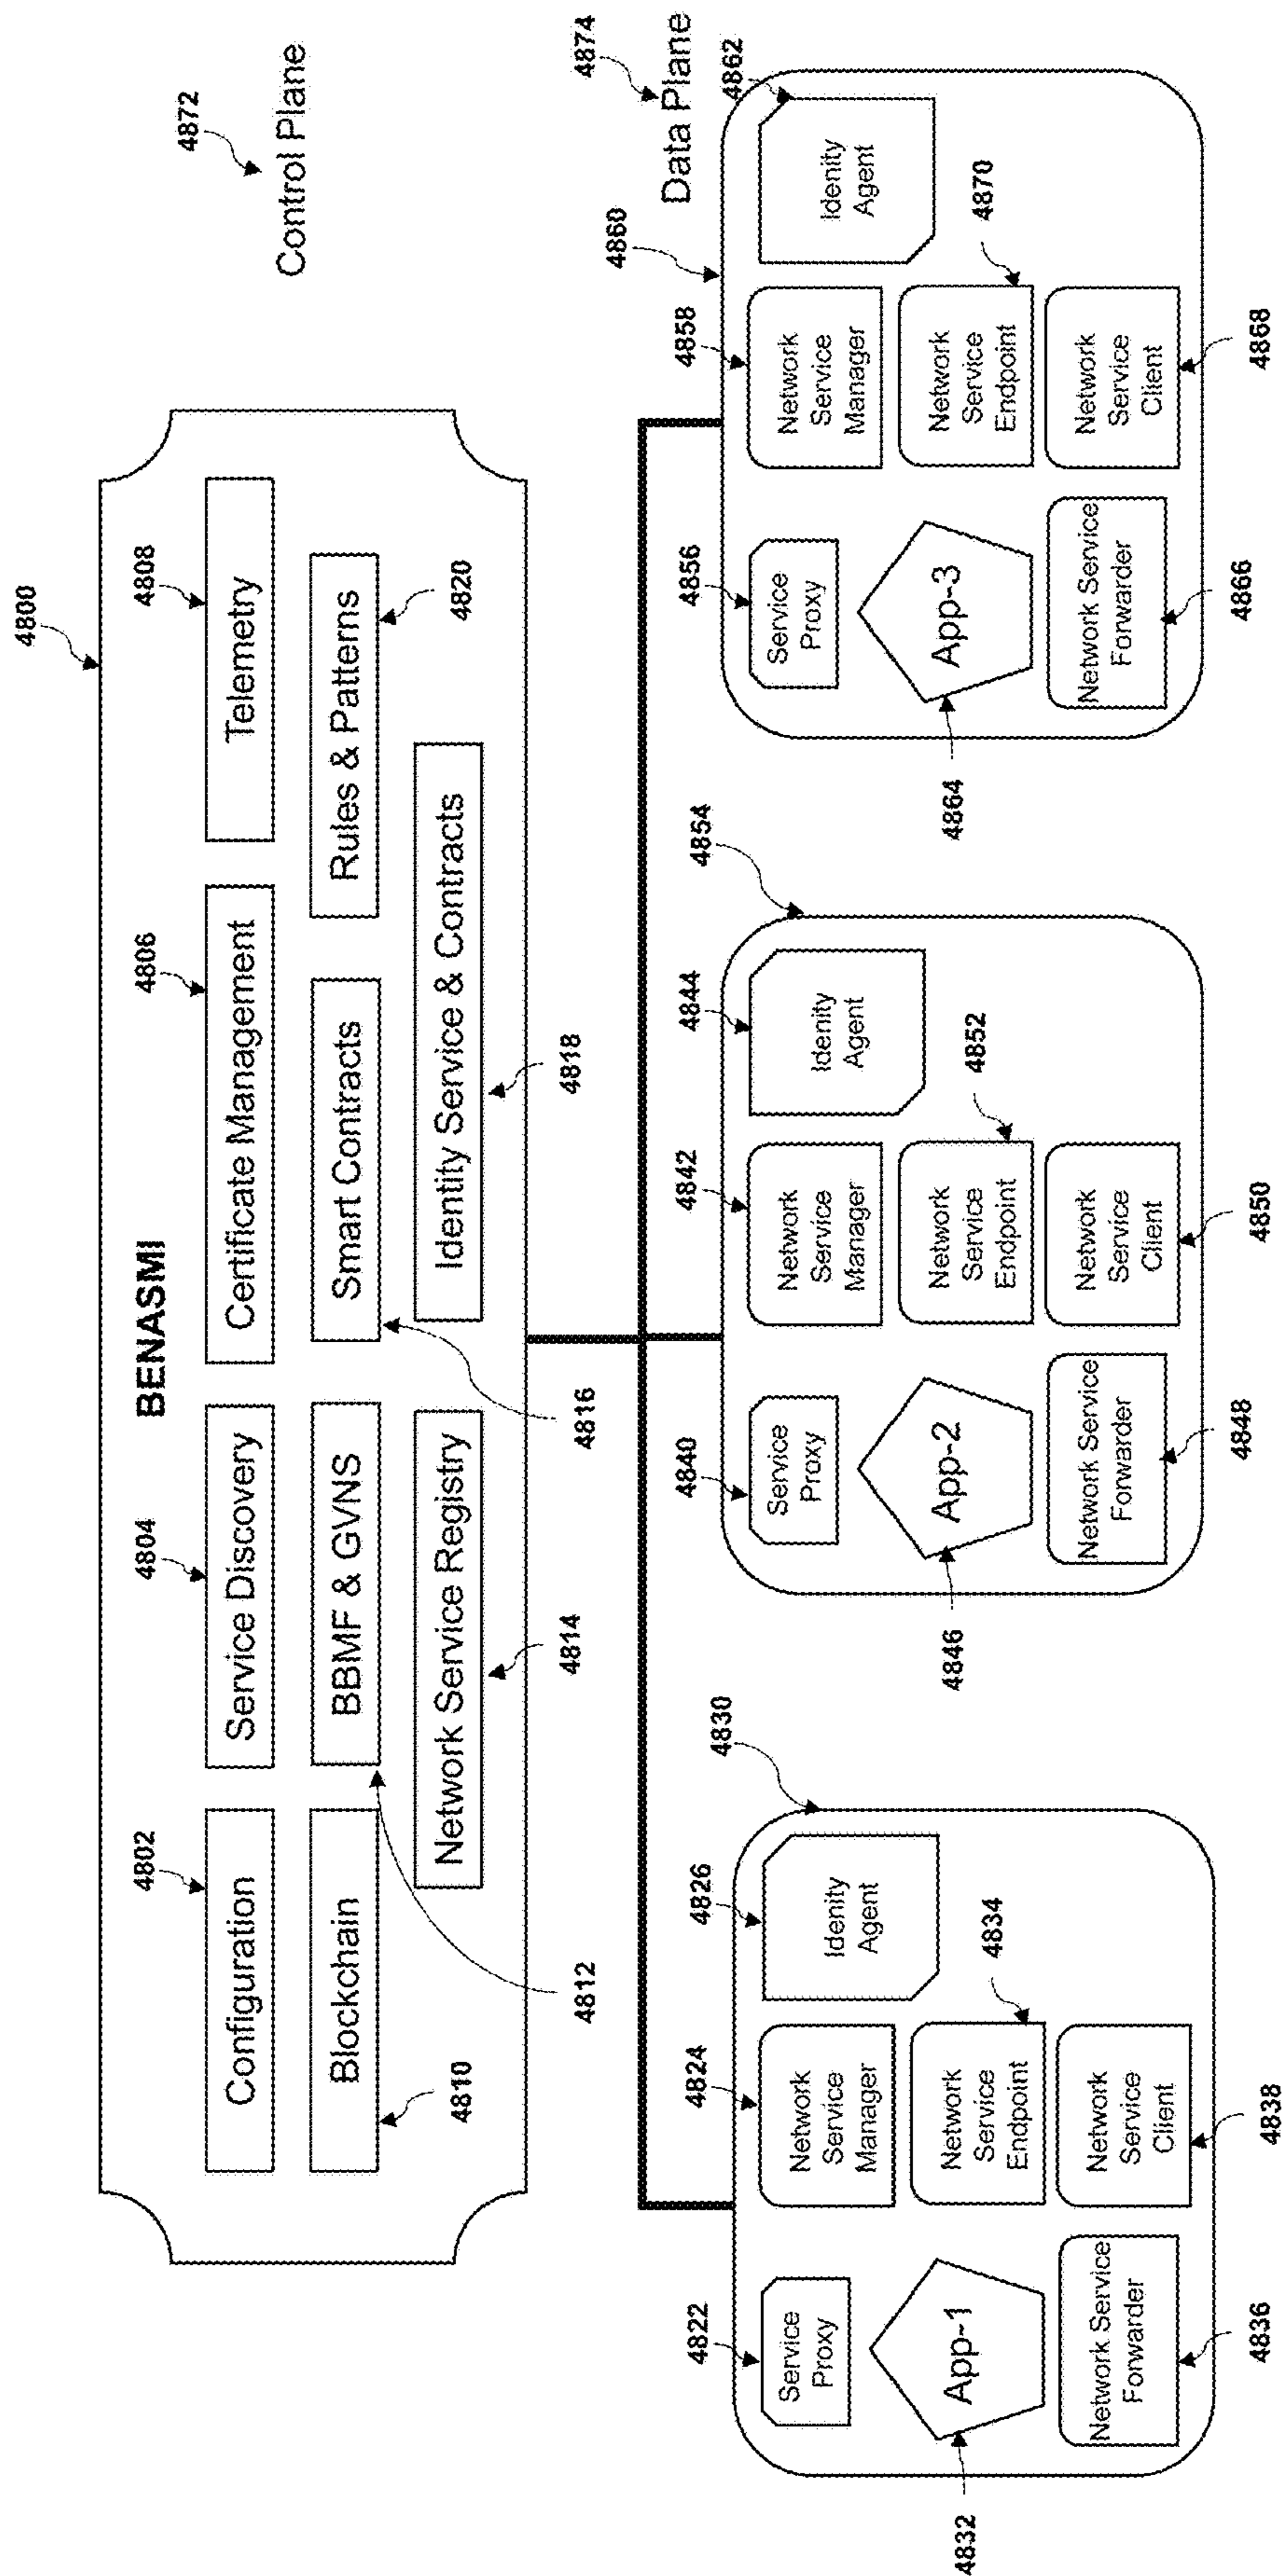 4800
4872
Control Plane
BENASMI
4802
4804
4806
4808
Configuration
Service Discovery
Certificate Management
Telemetry
Blockchain
BBMF & GVNS
Smart Contracts
Rules & Patterns
4810
4812
4816
4820
Network Service Registry
Identity Service & Contracts
4814
4818
4874
Data Plane
4830
4822
4824
4826
Service
Proxy
Network
Service
Manager
Idenity
Agent
4834
App-1
Network
Service
Endpoint
4832
Network Service
Forwarder
Network
Service
Client
4836
4838
4854
4840
4842
4844
Service
Proxy
Network
Service
Manager
Idenity
Agent
4852
App-2
Network
Service
Endpoint
4846
Network Service
Forwarder
Network
Service
Client
4848
4850
4860
4856
4858
4862
Service
Proxy
Network
Service
Manager
Idenity
Agent
4870
App-3
Network
Service
Endpoint
4864
Network Service
Forwarder
Network
Service
Client
4866
4868